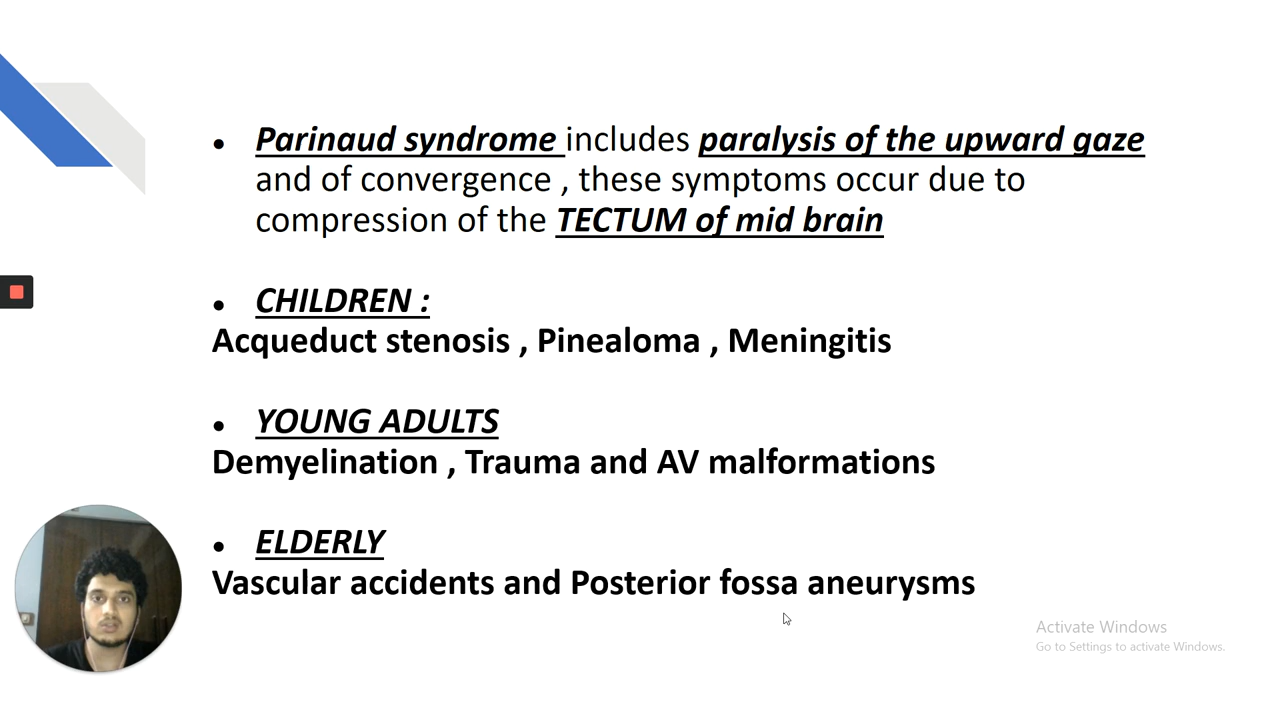 Parinaud syndrome includes paralysis of the upward gaze
and of convergence , these symptoms occur due to
compression of the TECTUM of mid brain
CHILDREN :
Acqueduct stenosis , Pinealoma , Meningitis
YOUNG ADULTS
Demyelination , Trauma and AV malformations
ELDERLY
Vascular accidents and Posterior fossa aneurysms
Activate Windows
Go to Settings to activate Windows.